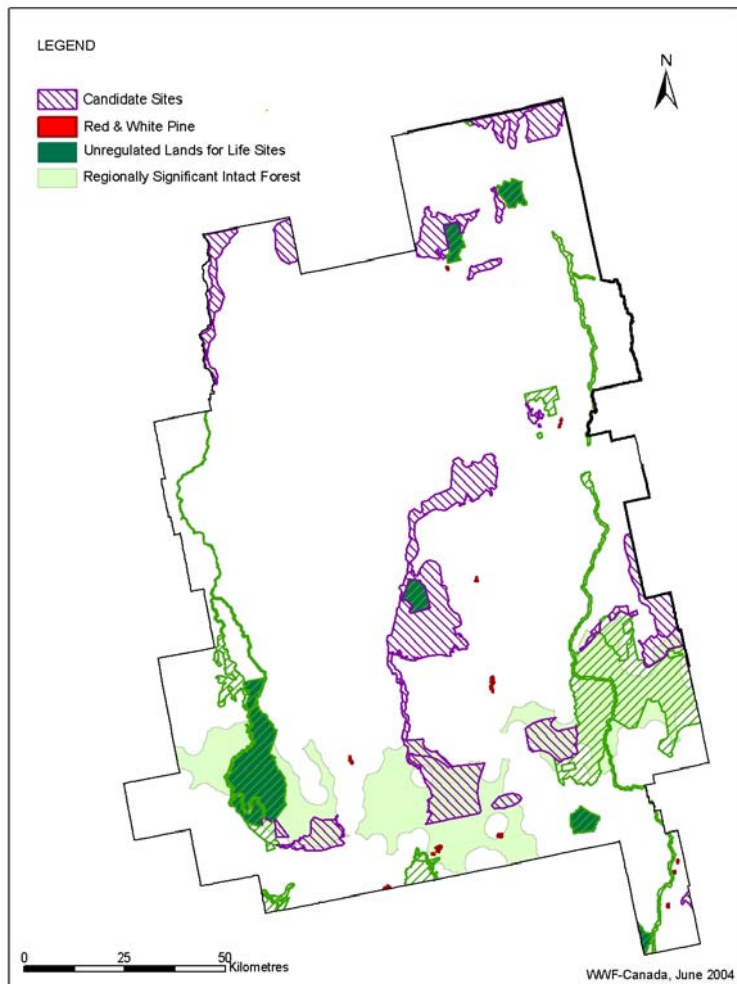 LEGEND
N
Candidate Sites
Red & White Pine
Unregulated Lands for Life Sites
Regionally Significant Intact Forest
0 25 50
Kilometres
WWF-Canada, June 2004